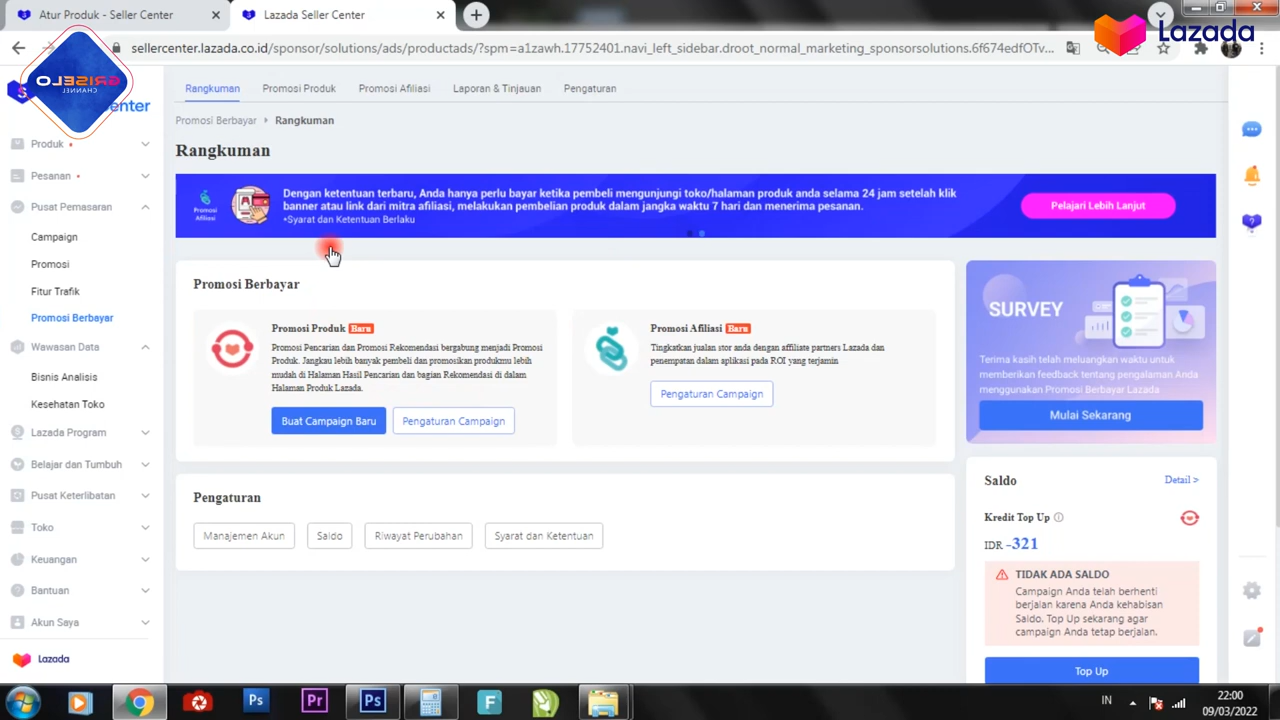 Atur Produk - Seller Center
Lazada Seller Center
sellercenter.lazada.co.id/sponsor/solutions/ads/productads/?spm=a1zawh.17752401.navi_left_sidebar.droot_normal_marketing_sponsorsolutions.6f674edfOTv...
Lazada
GRISELO
CHANNEL
Center
Rangkuman
Promosi Produk
Promosi Afiliasi
Laporan & Tinjauan
Pengaturan
Promosi Berbayar
Rangkuman
Rangkuman
Produk
Pesanan
Pusat Pemasaran
Campaign
Promosi
Fitur Trafik
Promosi Berbayar
Wawasan Data
Bisnis Analisis
Kesehatan Toko
Lazada Program
Belajar dan Tumbuh
Pusat Keterlibatan
Toko
Keuangan
Bantuan
Akun Saya
Lazada
Promosi
Afiliasi
Dengan ketentuan terbaru, Anda hanya perlu bayar ketika pembeli mengunjungi toko/halaman produk anda selama 24 jam setelah klik
banner atau link dari mitra afiliasi, melakukan pembelian produk dalam jangka waktu 7 hari dan menerima pesanan.
*Syarat dan Ketentuan Berlaku
Pelajari Lebih Lanjut
Promosi Berbayar
Promosi Produk Baru
Promosi Pencarian dan Promosi Rekomendasi bergabung menjadi Promosi
Produk. Jangkau lebih banyak pembeli dan promosikan produkmu lebih
mudah di Halaman Hasil Pencarian dan bagian Rekomendasi di dalam
Halaman Produk Lazada.
Buat Campaign Baru
Pengaturan Campaign
Promosi Afiliasi Baru
Tingkatkan jualan stor anda dengan affiliate partners Lazada dan
penempatan dalam aplikasi pada ROI yang terjamin
Pengaturan Campaign
Pengaturan
Manajemen Akun
Saldo
Riwayat Perubahan
Syarat dan Ketentuan
SURVEY
Terima kasih telah meluangkan waktu untuk
memberikan feedback tentang pengalaman Anda
menggunakan Promosi Berbayar Lazada
Mulai Sekarang
Saldo
Detail >
Kredit Top Up
IDR -321
TIDAK ADA SALDO
Campaign Anda telah berhenti
berjalan karena Anda kehabisan
Saldo. Top Up sekarang agar
campaign Anda tetap berjalan.
Top Up
Ps
Pr
Ps
F
IN
22:00
09/03/2022